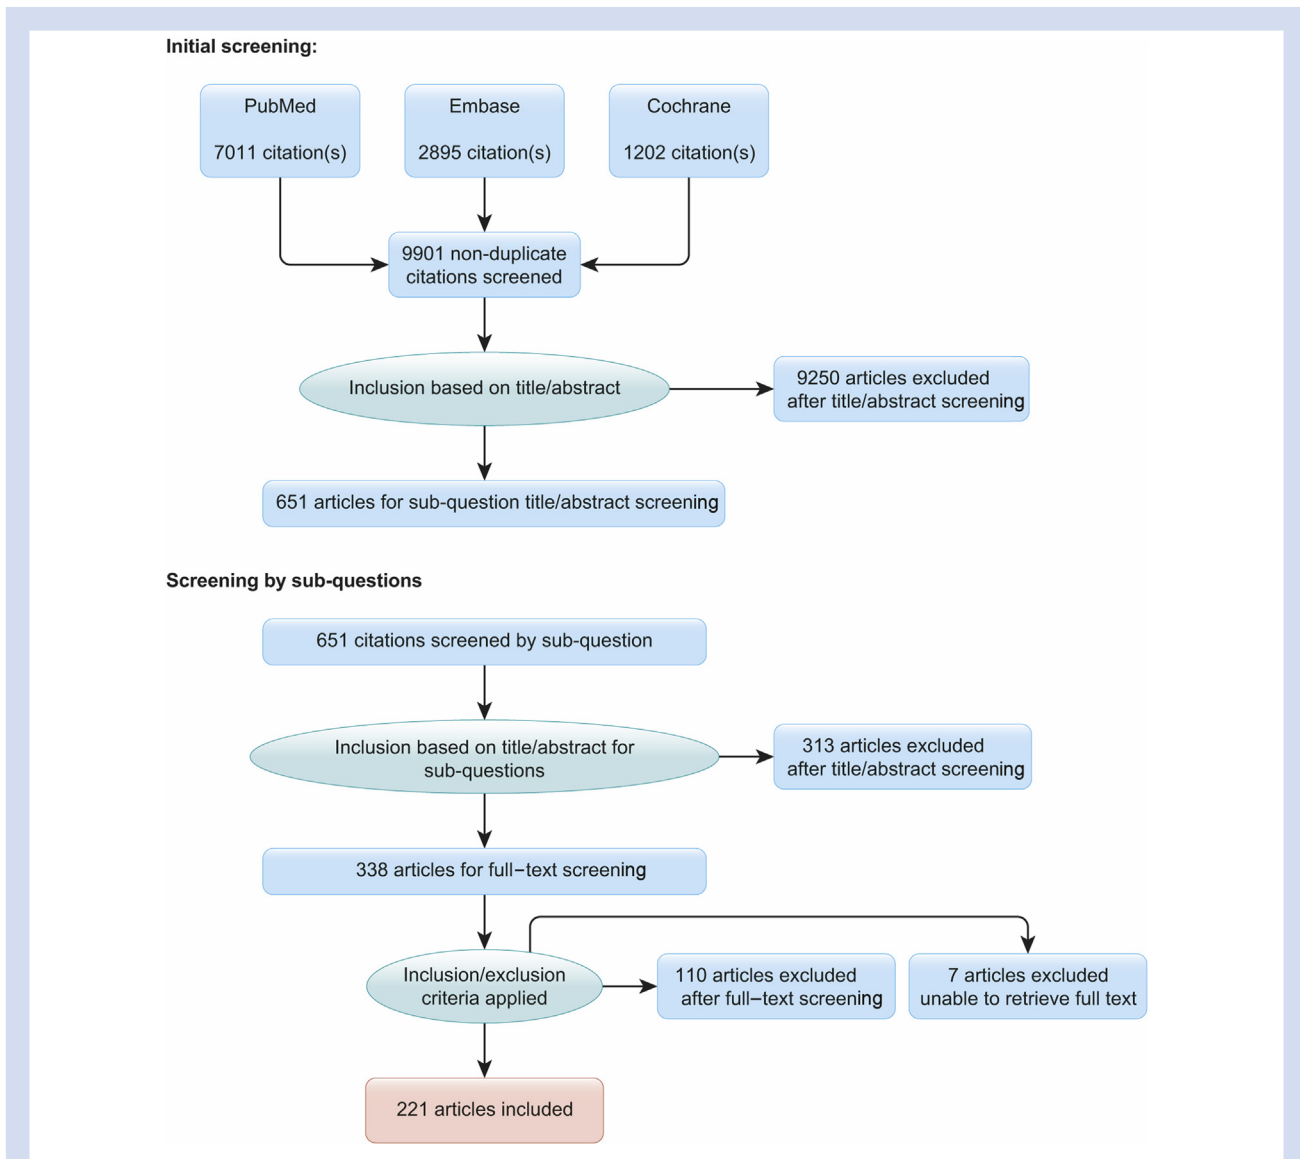 Initial screening:
PubMed
7011 citation(s)
Embase
2895 citation(s)
Cochrane
1202 citation(s)
9901 non-duplicate
citations screened
Inclusion based on title/abstract
9250 articles excluded
after title/abstract screening
651 articles for sub-question title/abstract screening
Screening by sub-questions
651 citations screened by sub-question
Inclusion based on title/abstract for
sub-questions
313 articles excluded
after title/abstract screening
338 articles for full−text screening
Inclusion/exclusion
criteria applied
110 articles excluded
after full−text screening
7 articles excluded
unable to retrieve full text
221 articles included